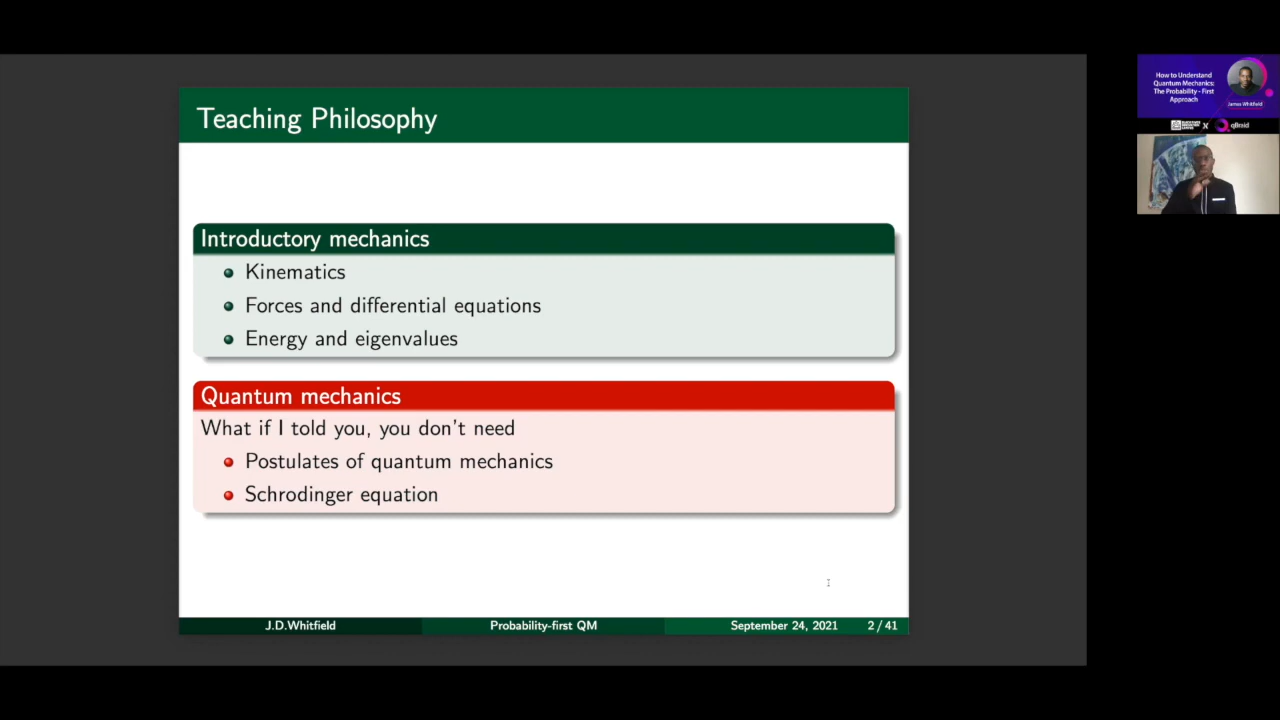 Teaching Philosophy
Introductory mechanics
Kinematics
Forces and differential equations
Energy and eigenvalues
Quantum mechanics
What if I told you, you don't need
Postulates of quantum mechanics
Schrodinger equation
J.D.Whitfield
Probability-first QM
September 24, 2021
2 / 41
How to Understand
Quantum Mechanics:
The Probability - First
Approach
James Whitfield
X
qBraid